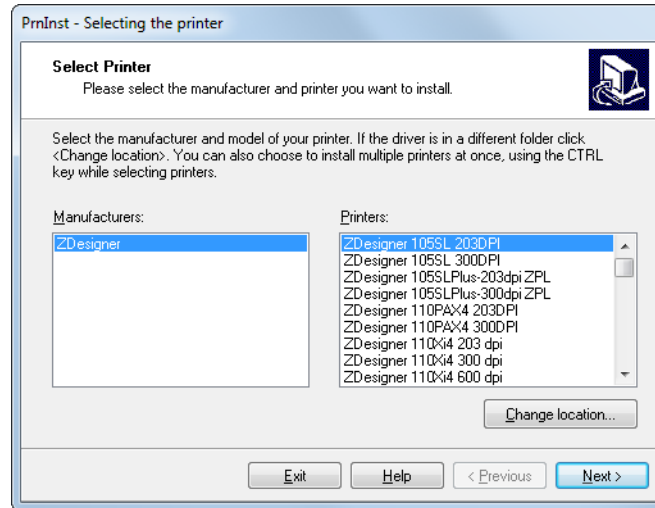 PrnInst - Selecting the printer
Select Printer
Please select the manufacturer and printer you want to install.
Select the manufacturer and model of your printer. If the driver is in a different folder click
<Change location>. You can also choose to install multiple printers at once, using the CTRL
key while selecting printers.
Manufacturers:
ZDesigner
Printers:
ZDesigner 105SL 203DPI
ZDesigner 105SL 300DPI
ZDesigner 105SLPlus-203dpi ZPL
ZDesigner 105SLPlus-300dpi ZPL
ZDesigner 110PAX4 203DPI
ZDesigner 110PAX4 300DPI
ZDesigner 110Xi4 203 dpi
ZDesigner 110Xi4 300 dpi
ZDesigner 110Xi4 600 dpi
Change location...
Exit
Help
< Previous
Next >